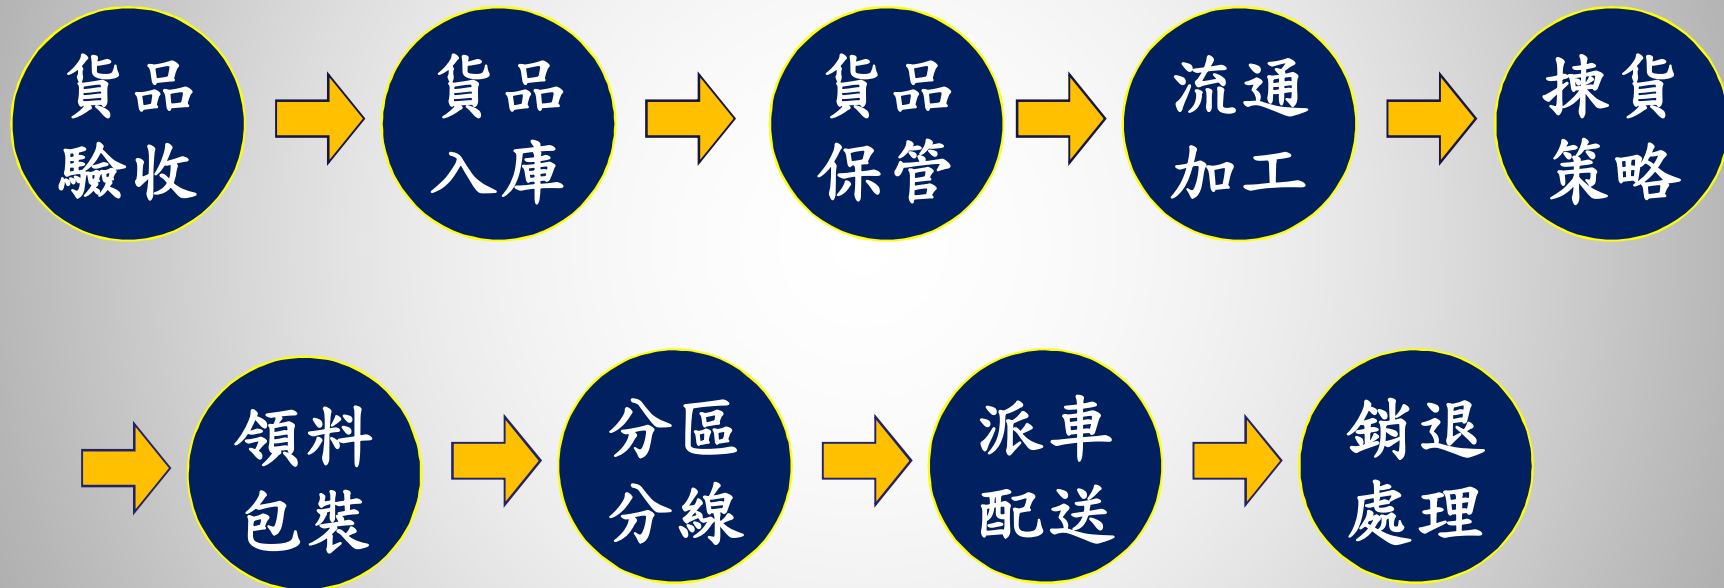 貨品
驗收
貨品
入庫
貨品
保管
流通
加工
揀貨
策略
領料
包裝
分區
分線
派車
配送
銷退
處理